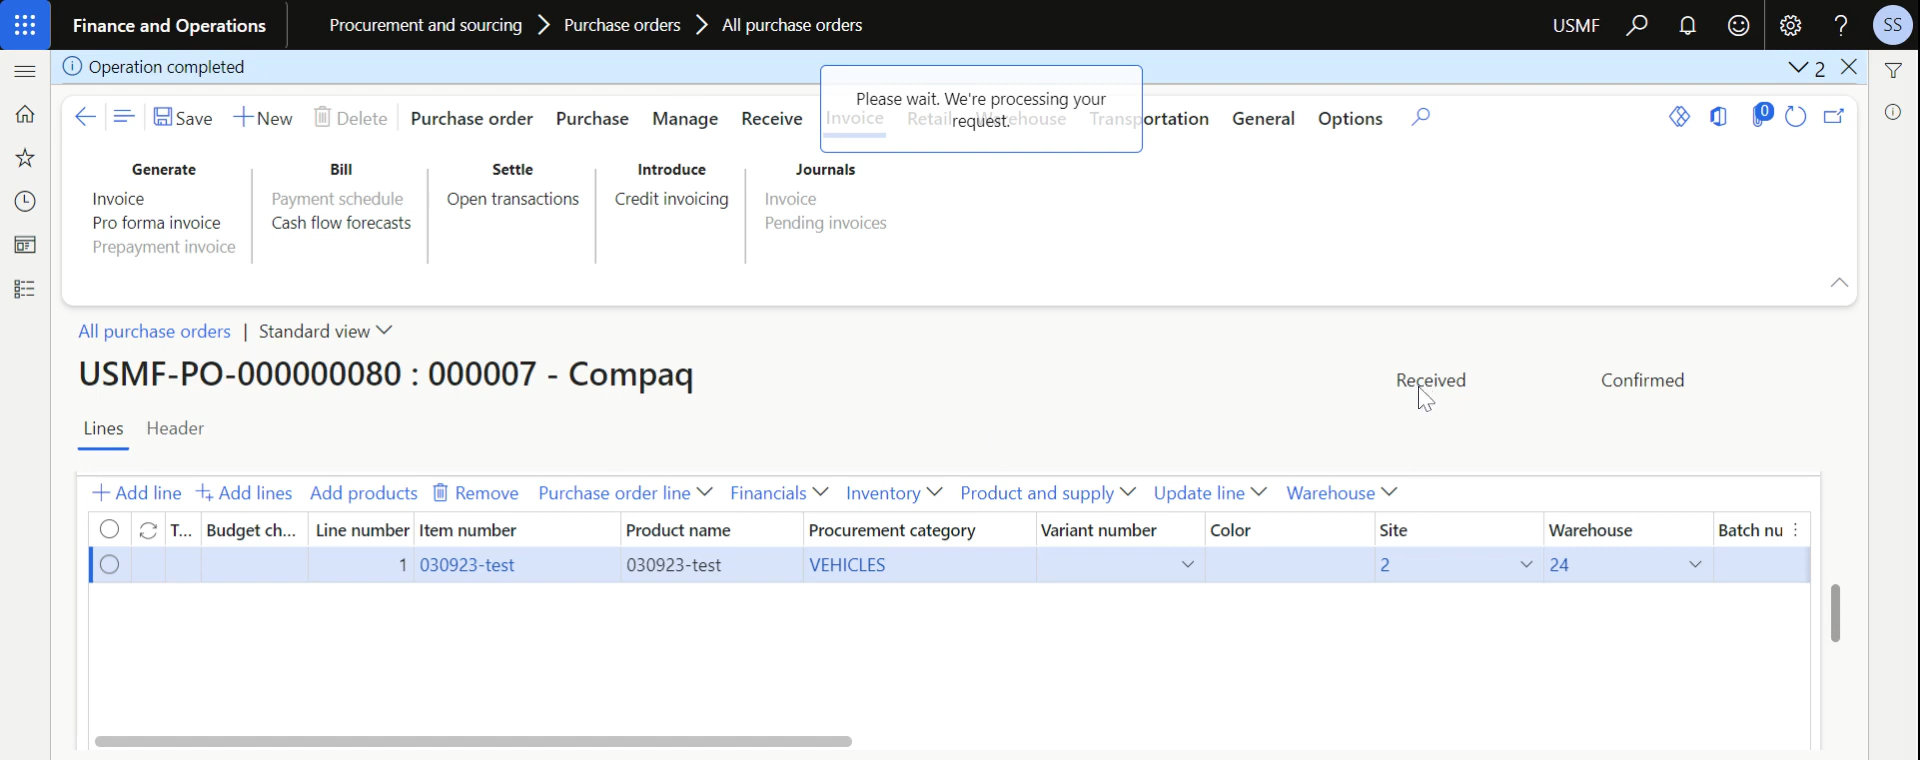 Finance and Operations
Procurement and sourcing > Purchase orders > All purchase orders
USMF
? SS
Operation completed
2
Save New Delete Purchase order Purchase Manage Receive Invoice Retail Warehouse Transportation General Options
0
Please wait. We're processing your
request.
Generate Bill Settle Introduce Journals
Invoice Payment schedule Open transactions Credit invoicing Invoice
Pro forma invoice Cash flow forecasts Pending invoices
Prepayment invoice
All purchase orders | Standard view
USMF-PO-000000080 : 000007 - Compaq
Received Confirmed
Lines Header
Add line Add lines Add products Remove Purchase order line Financials Inventory Product and supply Update line Warehouse
T... Budget ch... Line number Item number Product name Procurement category Variant number Color Site Warehouse Batch nu
1 030923-test 030923-test VEHICLES 2 24